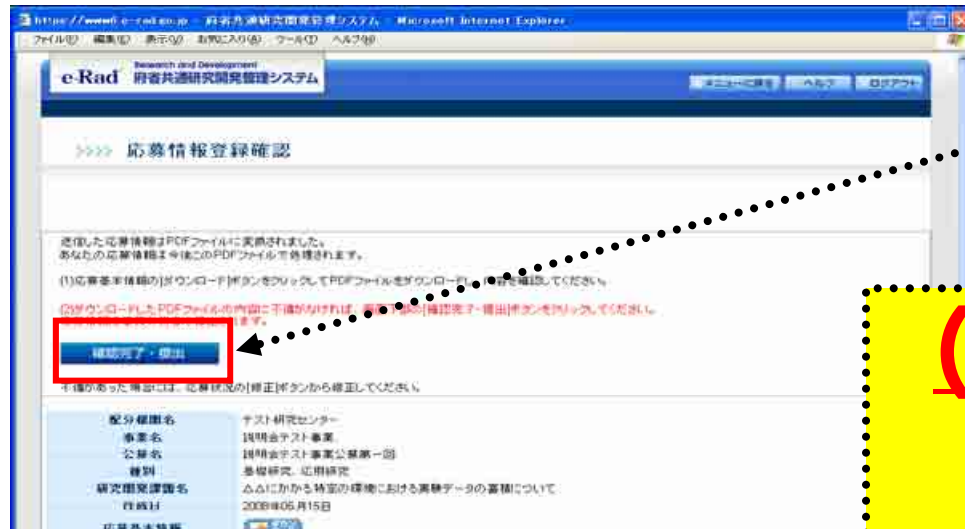 https://www6.e-rad.go.jp - 府省共通研究開発管理システム - Microsoft Internet Explorer
ファイル(F) 編集(E) 表示(V) お気に入り(A) ツール(T) ヘルプ(H)
e-Rad Research and Development 府省共通研究開発管理システム
メニューに戻る ヘルプ ログアウト
>>>> 応募情報登録確認
送信した応募情報はPDFファイルに変換されました。
あなたの応募情報は今後このPDFファイルで処理されます。
(1)応募基本情報の[ダウンロード]ボタンをクリックしてPDFファイルをダウンロードし、内容を確認してください。
(2)ダウンロードしたPDFファイルの内容に不備がなければ、画面下部の[確認完了・提出]ボタンをクリックしてください。
確認完了・提出
不備があった場合には、応募状況の[修正]ボタンから修正してください。
配分機関名 テスト研究センター
事業名 説明会テスト事業
公募名 説明会テスト事業公募第一回
種別 基礎研究、応用研究
研究開発課題名 △△にかかる特室の環境における実験データの蓄積について
作成日 2008年05月15日
応募基本情報
(